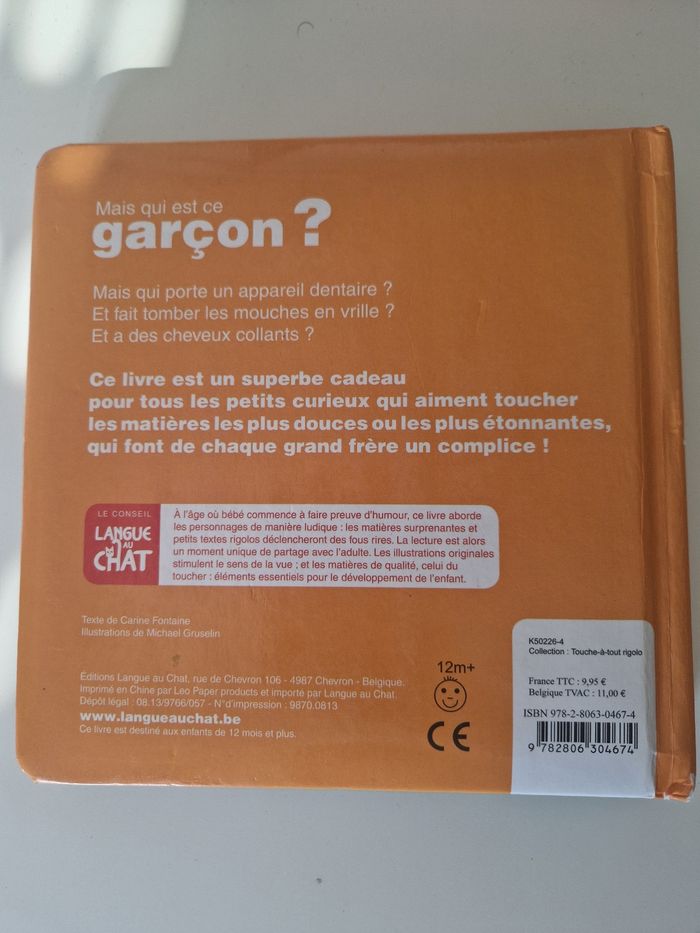 Mais qui est ce
garçon ?
Mais qui porte un appareil dentaire ?
Et fait tomber les mouches en vrille ?
Et a des cheveux collants ?
Ce livre est un superbe cadeau
pour tous les petits curieux qui aiment toucher
les matières les plus douces ou les plus étonnantes,
qui font de chaque grand frère un complice !
LE CONSEIL
LANGUE
AU
CHAT
À l'âge où bébé commence à faire preuve d'humour, ce livre aborde
les personnages de manière ludique : les matières surprenantes et
petits textes rigolos déclencheront des fous rires. La lecture est alors
un moment unique de partage avec l'adulte. Les illustrations originales
stimulent le sens de la vue ; et les matières de qualité, celui du
toucher : éléments essentiels pour le développement de l'enfant.
Texte de Carine Fontaine
Illustrations de Michael Gruselin
Éditions Langue au Chat, rue de Chevron 106 - 4987 Chevron - Belgique.
Imprimé en Chine par Leo Paper products et importé par Langue au Chat.
Dépôt légal : 08.13/9766/057 - N°d'impression : 9870.0813
www.langueauchat.be
Ce livre est destiné aux enfants de 12 mois et plus.
12m+
CE
K50226-4
Collection : Touche-à-tout rigolo
France TTC : 9,95 €
Belgique TVAC : 11,00 €
ISBN 978-2-8063-0467-4
9 782806 304674